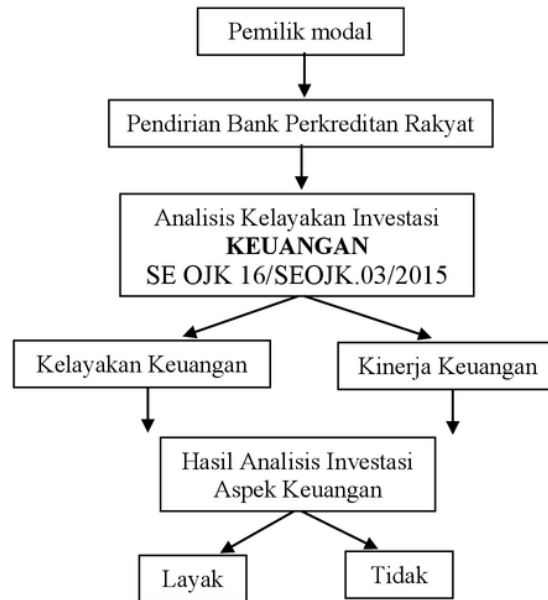 Pemilik modal
Pendirian Bank Perkreditan Rakyat
Analisis Kelayakan Investasi
KEUANGAN
SE OJK 16/SEOJK.03/2015
Kelayakan Keuangan
Kinerja Keuangan
Hasil Analisis Investasi
Aspek Keuangan
Layak
Tidak